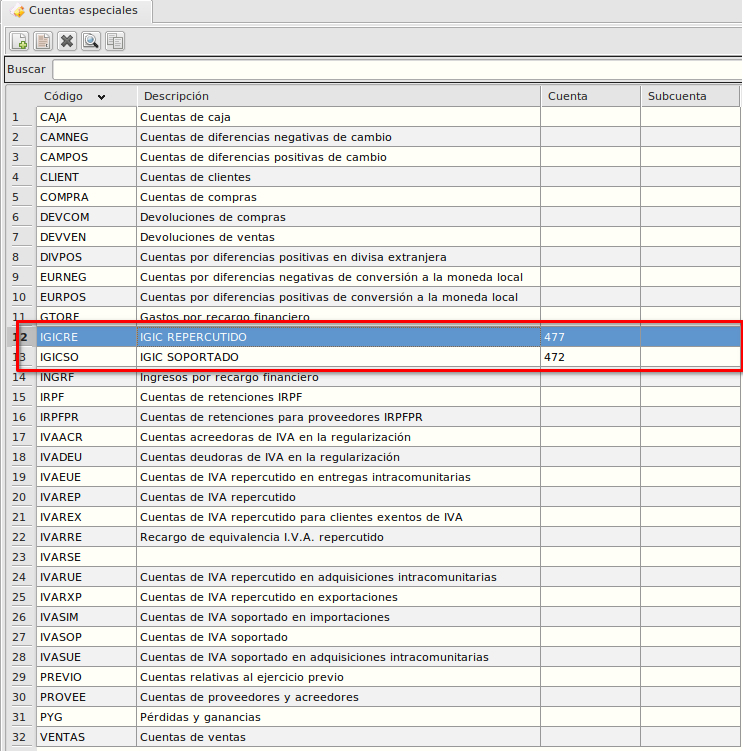 Cuentas especiales
Buscar
Código Descripción Cuenta Subcuenta
1 CAJA Cuentas de caja
2 CAMNEG Cuentas de diferencias negativas de cambio
3 CAMPOS Cuentas de diferencias positivas de cambio
4 CLIENT Cuentas de clientes
5 COMPRA Cuentas de compras
6 DEVCOM Devoluciones de compras
7 DEVVEN Devoluciones de ventas
8 DIVPOS Cuentas por diferencias positivas en divisa extranjera
9 EURNEG Cuentas por diferencias negativas de conversión a la moneda local
10 EURPOS Cuentas por diferencias positivas de conversión a la moneda local
11 GTORF Gastos por recargo financiero
12 IGICRE IGIC REPERCUTIDO 477
13 IGICSO IGIC SOPORTADO 472
14 INGRF Ingresos por recargo financiero
15 IRPF Cuentas de retenciones IRPF
16 IRPFPR Cuentas de retenciones para proveedores IRPFPR
17 IVAACR Cuentas acreedoras de IVA en la regularización
18 IVADEU Cuentas deudoras de IVA en la regularización
19 IVAEUE Cuentas de IVA repercutido en entregas intracomunitarias
20 IVAREP Cuentas de IVA repercutido
21 IVAREX Cuentas de IVA repercutido para clientes exentos de IVA
22 IVARRE Recargo de equivalencia I.V.A. repercutido
23 IVARSE
24 IVARUE Cuentas de IVA repercutido en adquisiciones intracomunitarias
25 IVARXP Cuentas de IVA repercutido en exportaciones
26 IVASIM Cuentas de IVA soportado en importaciones
27 IVASOP Cuentas de IVA soportado
28 IVASUE Cuentas de IVA soportado en adquisiciones intracomunitarias
29 PREVIO Cuentas relativas al ejercicio previo
30 PROVEE Cuentas de proveedores y acreedores
31 PYG Pérdidas y ganancias
32 VENTAS Cuentas de ventas